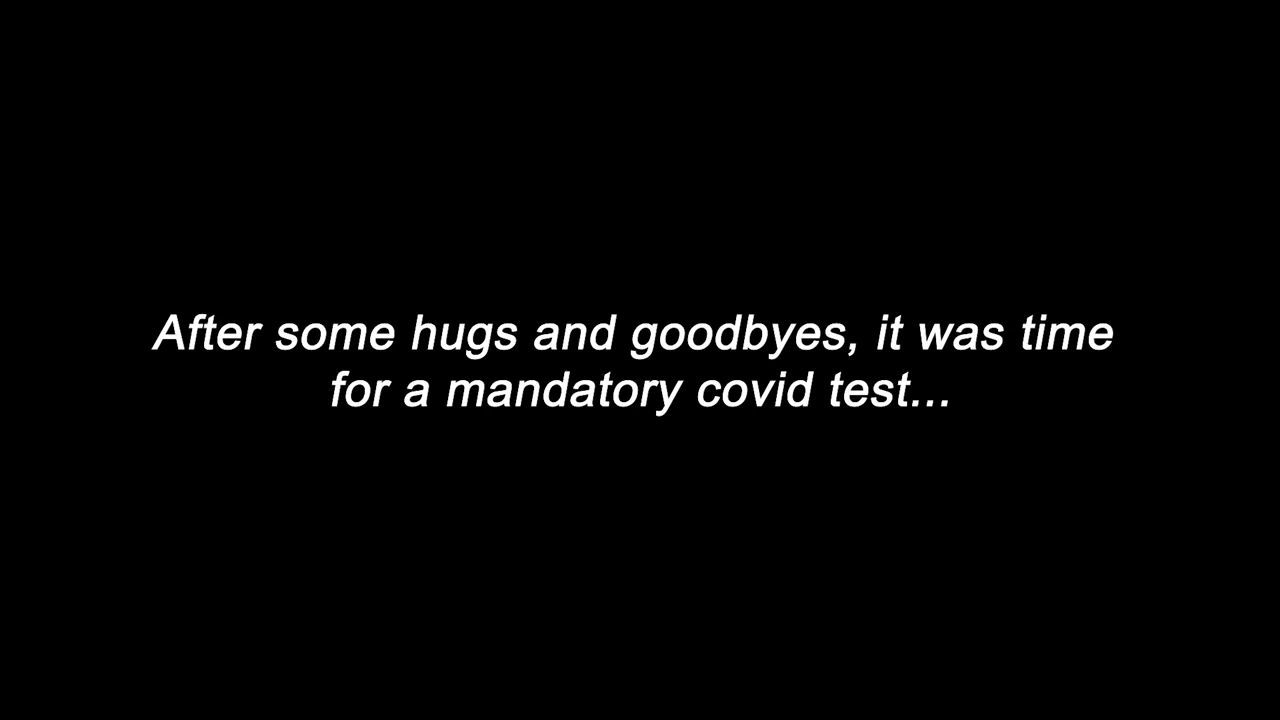 After some hugs and goodbyes, it was time
for a mandatory covid test...